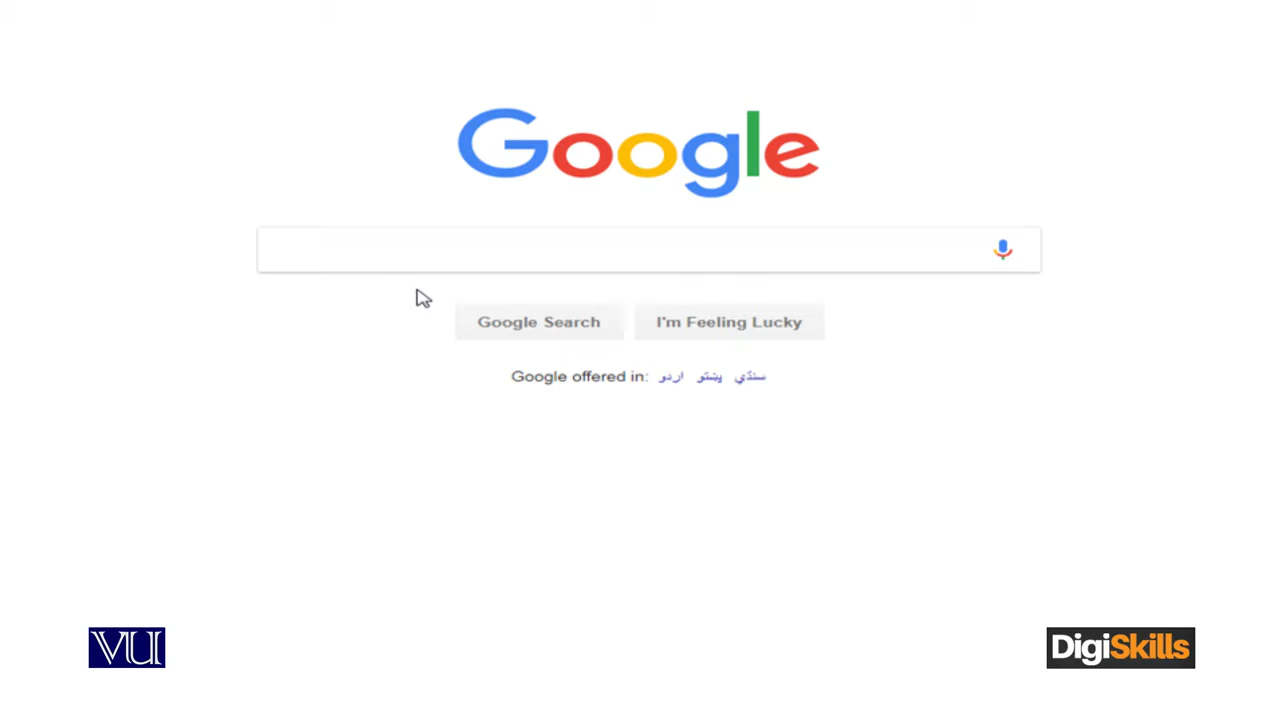 Google
Google Search I'm Feeling Lucky
Google offered in: اردو پښتو سنڌي
VU DigiSkills